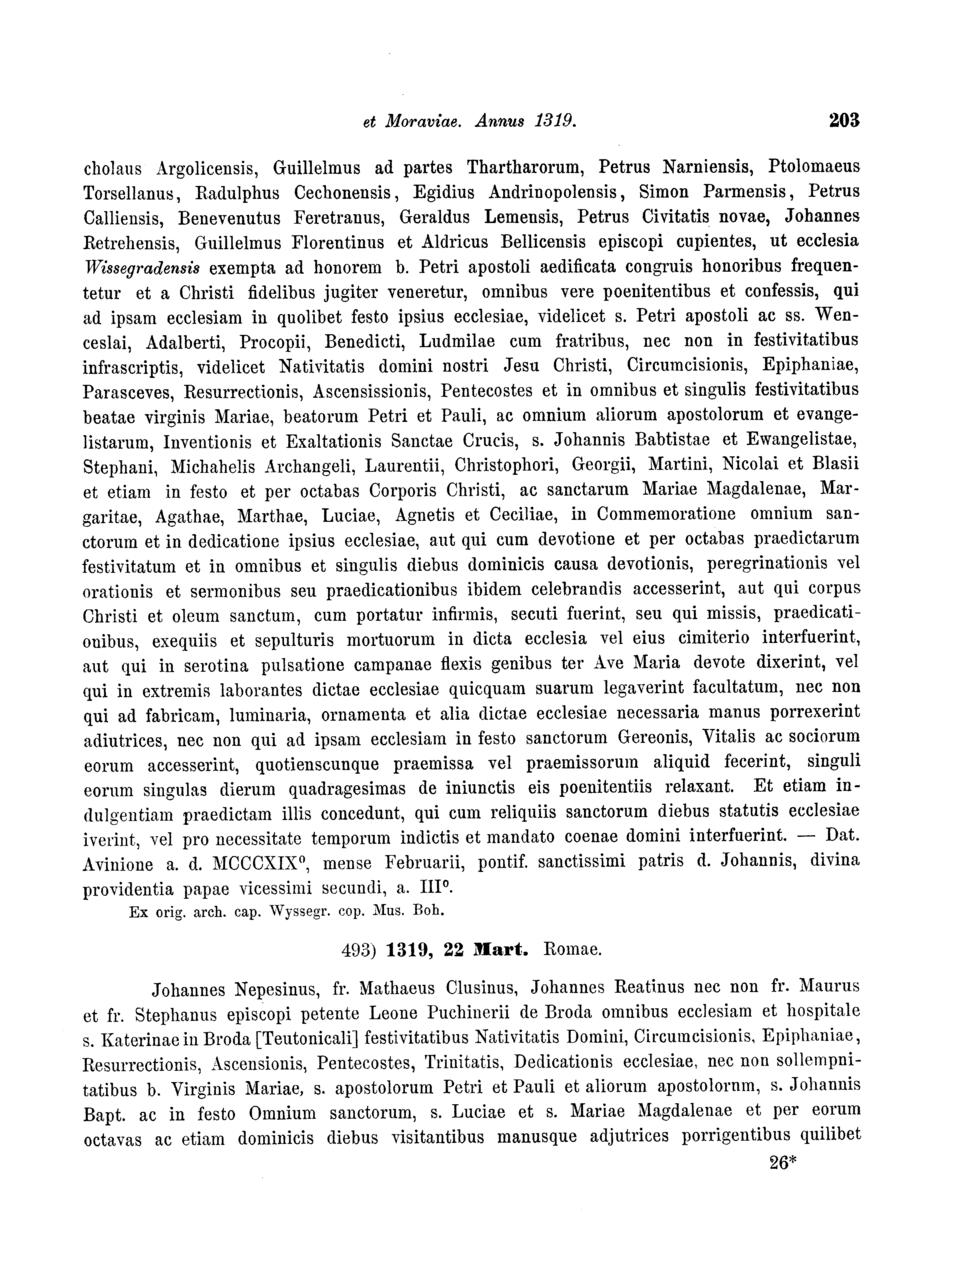 et Moraviae. Annus 1319. 203
cholaus Argolicensis, Guillelmus ad partes Thartharorum, Petrus Narniensis, Ptolomaeus
Torsellanus, Radulphus Cechonensis, Egidius Andrinopolensis, Simon Parmensis, Petrus
Calliensis, Benevenutus Feretranus, Geraldus Lemensis, Petrus Civitatis novae, Johannes
Retrehensis, Guillelmus Florentinus et Aldricus Bellicensis episcopi cupientes, ut ecclesia
Wissegradensis exempta ad honorem b. Petri apostoli aedificata congruis honoribus frequen-
tetur et a Christi fidelibus jugiter veneretur, omnibus vere poenitentibus et confessis, qui
ad ipsam ecclesiam in quolibet festo ipsius ecclesiae, videlicet s. Petri apostoli ac ss. Wen-
ceslai, Adalberti, Procopii, Benedicti, Ludmilae cum fratribus, nec non in festivitatibus
infrascriptis, videlicet Nativitatis domini nostri Jesu Christi, Circumcisionis, Epiphaniae,
Parasceves, Resurrectionis, Ascensissionis, Pentecostes et in omnibus et singulis festivitatibus
beatae virginis Mariae, beatorum Petri et Pauli, ac omnium aliorum apostolorum et evange-
listarum, Inventionis et Exaltationis Sanctae Crucis, s. Johannis Babtistae et Ewangelistae,
Stephani, Michahelis Archangeli, Laurentii, Christophori, Georgii, Martini, Nicolai et Blasii
et etiam in festo et per octabas Corporis Christi, ac sanctarum Mariae Magdalenae, Mar-
garitae, Agathae, Marthae, Luciae, Agnetis et Ceciliae, in Commemoratione omnium san-
ctorum et in dedicatione ipsius ecclesiae, aut qui cum devotione et per octabas praedictarum
festivitatum et in omnibus et singulis diebus dominicis causa devotionis, peregrinationis vel
orationis et sermonibus seu praedicationibus ibidem celebrandis accesserint, aut qui corpus
Christi et oleum sanctum, cum portatur infirmis, secuti fuerint, seu qui missis, praedicati-
onibus, exequiis et sepulturis mortuorum in dicta ecclesia vel eius cimiterio interfuerint,
aut qui in serotina pulsatione campanae flexis genibus ter Ave Maria devote dixerint, vel
qui in extremis laborantes dictae ecclesiae quicquam suarum legaverint facultatum, nec non
qui ad fabricam, luminaria, ornamenta et alia dictae ecclesiae necessaria manus porrexerint
adiutrices, nec non qui ad ipsam ecclesiam in festo sanctorum Gereonis, Vitalis ac sociorum
eorum accesserint, quotienscunque praemissa vel praemissorum aliquid fecerint, singuli
eorum singulas dierum quadragesimas de iniunctis eis poenitentiis relaxant. Et etiam in-
dulgentiam praedictam illis concedunt, qui cum reliquiis sanctorum diebus statutis ecclesiae
iverint, vel pro necessitate temporum indictis et mandato coenae domini interfuerint. — Dat.
Avinione a. d. MCCCXIX⁰, mense Februarii, pontif. sanctissimi patris d. Johannis, divina
providentia papae vicessimi secundi, a. III⁰.
Ex orig. arch. cap. Wyssegr. cop. Mus. Boh.
493) 1319, 22 Mart. Romae.
Johannes Nepesinus, fr. Mathaeus Clusinus, Johannes Reatinus nec non fr. Maurus
et fr. Stephanus episcopi petente Leone Puchinerii de Broda omnibus ecclesiam et hospitale
s. Katerinae in Broda [Teutonicali] festivitatibus Nativitatis Domini, Circumcisionis, Epiphaniae,
Resurrectionis, Ascensionis, Pentecostes, Trinitatis, Dedicationis ecclesiae, nec non sollempni-
tatibus b. Virginis Mariae, s. apostolorum Petri et Pauli et aliorum apostolorum, s. Johannis
Bapt. ac in festo Omnium sanctorum, s. Luciae et s. Mariae Magdalenae et per eorum
octavas ac etiam dominicis diebus visitantibus manusque adjutrices porrigentibus quilibet
26*